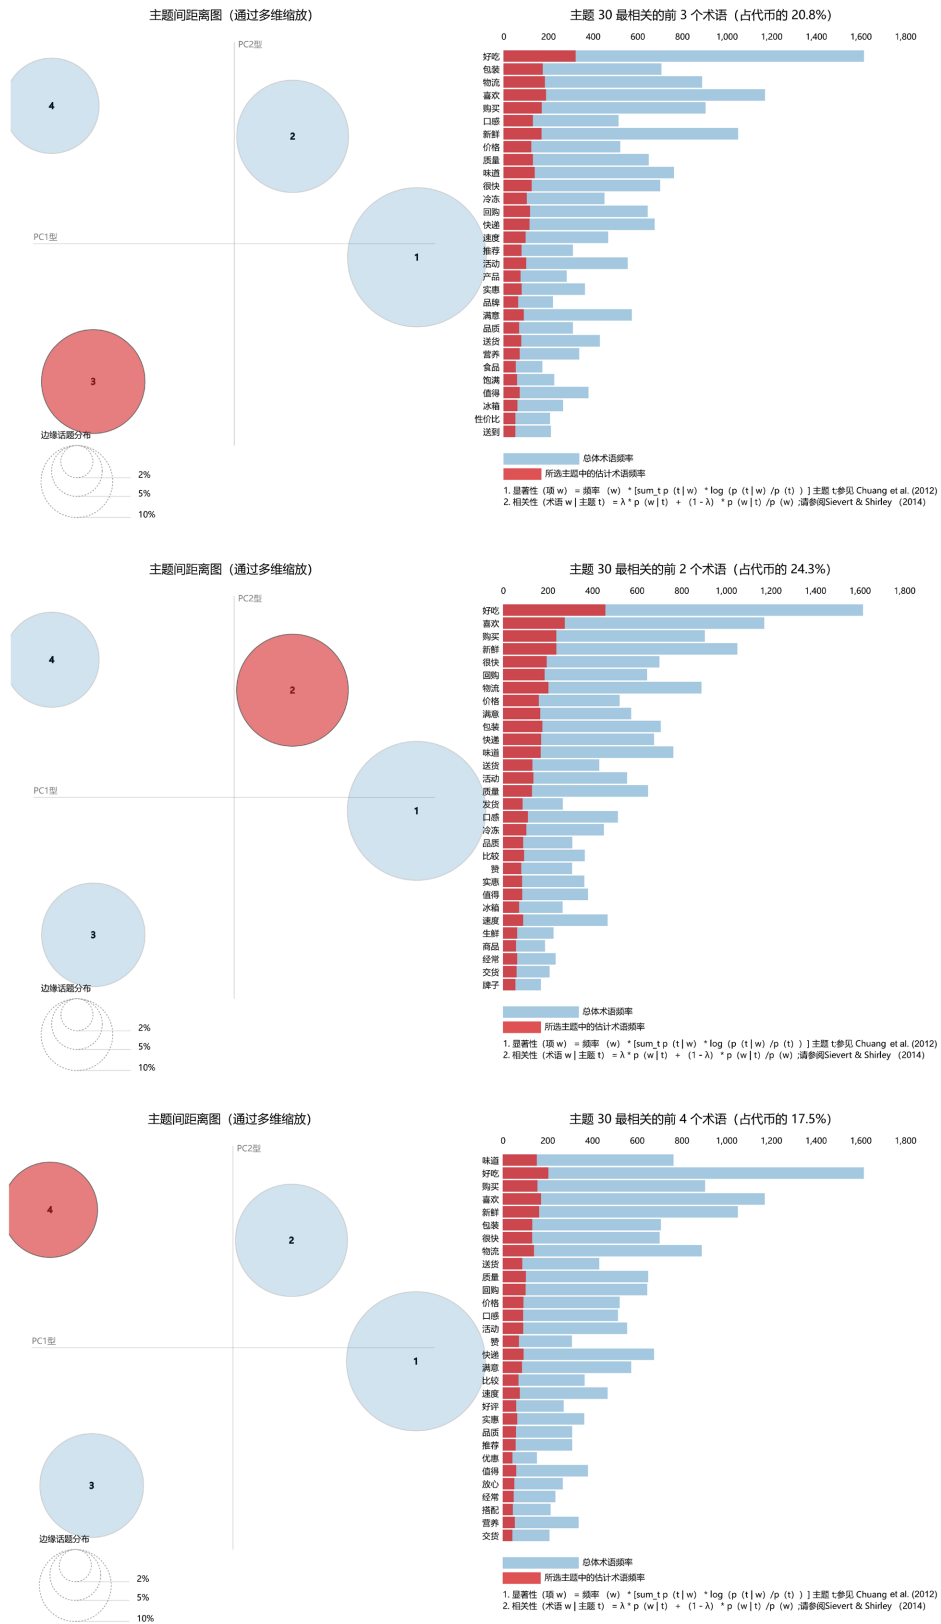 主题间距离图（通过多维缩放）
PC2型
PC1型
4
2
1
3
边缘话题分布
2%
5%
10%
主题 30 最相关的前 3 个术语（占代币的 20.8%）
0 200 400 600 800 1,000 1,200 1,400 1,600 1,800
好吃
包装
物流
喜欢
购买
口感
新鲜
价格
质量
味道
很快
冷冻
回购
快递
速度
推荐
活动
产品
实惠
品牌
满意
品质
送货
营养
食品
饱满
值得
冰箱
性价比
送到
总体术语频率
所选主题中的估计术语频率
1. 显著性（项 w） = 频率 （w） * [sum_t p（t | w） * log（p（t | w）/p（t））] 主题 t;参见 Chuang et al. (2012)
2. 相关性（术语 w | 主题 t） = λ * p（w | t） + （1 - λ） * p（w | t）/p（w）;请参阅Sievert & Shirley （2014）
主题间距离图（通过多维缩放）
PC2型
PC1型
4
2
1
3
边缘话题分布
2%
5%
10%
主题 30 最相关的前 2 个术语（占代币的 24.3%）
0 200 400 600 800 1,000 1,200 1,400 1,600 1,800
好吃
喜欢
购买
新鲜
很快
回购
物流
价格
满意
包装
快递
味道
送货
活动
质量
发货
口感
冷冻
品质
比较
赞
实惠
值得
冰箱
速度
生鲜
商品
经常
交货
牌子
总体术语频率
所选主题中的估计术语频率
1. 显著性（项 w） = 频率 （w） * [sum_t p（t | w） * log（p（t | w）/p（t））] 主题 t;参见 Chuang et al. (2012)
2. 相关性（术语 w | 主题 t） = λ * p（w | t） + （1 - λ） * p（w | t）/p（w）;请参阅Sievert & Shirley （2014）
主题间距离图（通过多维缩放）
PC2型
PC1型
4
2
1
3
边缘话题分布
2%
5%
10%
主题 30 最相关的前 4 个术语（占代币的 17.5%）
0 200 400 600 800 1,000 1,200 1,400 1,600 1,800
味道
好吃
购买
喜欢
新鲜
包装
很快
物流
送货
质量
回购
价格
口感
活动
赞
快递
满意
比较
速度
好评
实惠
品质
推荐
优惠
值得
放心
经常
搭配
营养
交货
总体术语频率
所选主题中的估计术语频率
1. 显著性（项 w） = 频率 （w） * [sum_t p（t | w） * log（p（t | w）/p（t））] 主题 t;参见 Chuang et al. (2012)
2. 相关性（术语 w | 主题 t） = λ * p（w | t） + （1 - λ） * p（w | t）/p（w）;请参阅Sievert & Shirley （2014）